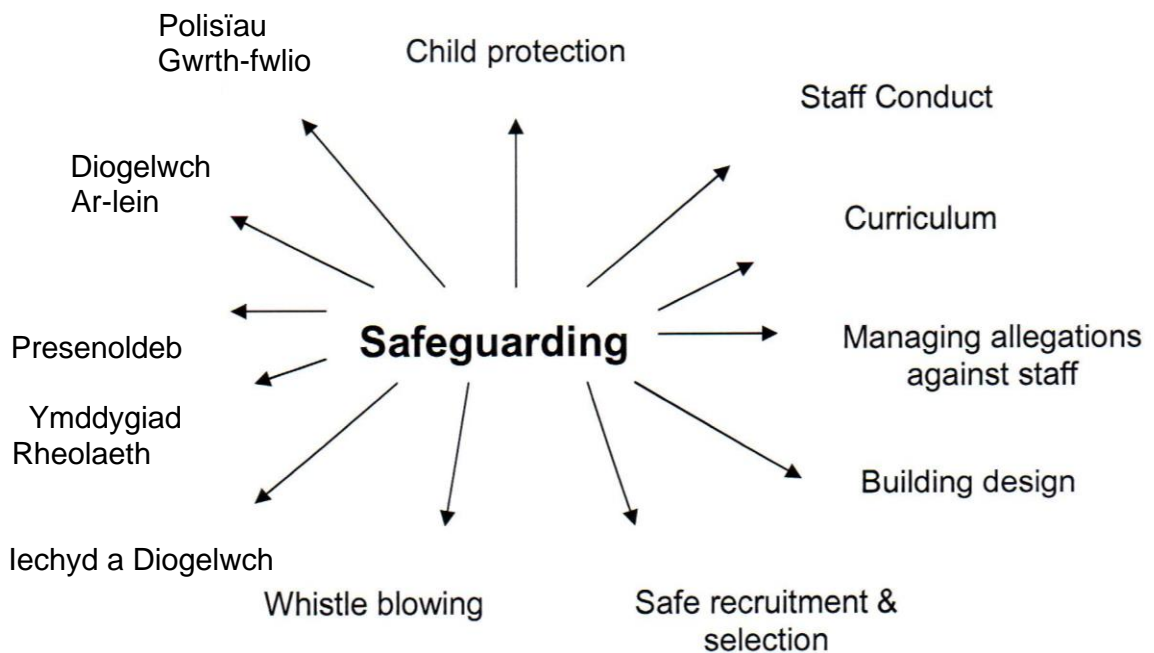 Polisïau
Gwrth-fwlio
Child protection
Staff Conduct
Diogelwch
Ar-lein
Curriculum
Safeguarding
Presenoldeb
Managing allegations
against staff
Ymddygiad
Rheolaeth
Building design
Iechyd a Diogelwch
Whistle blowing
Safe recruitment &
selection